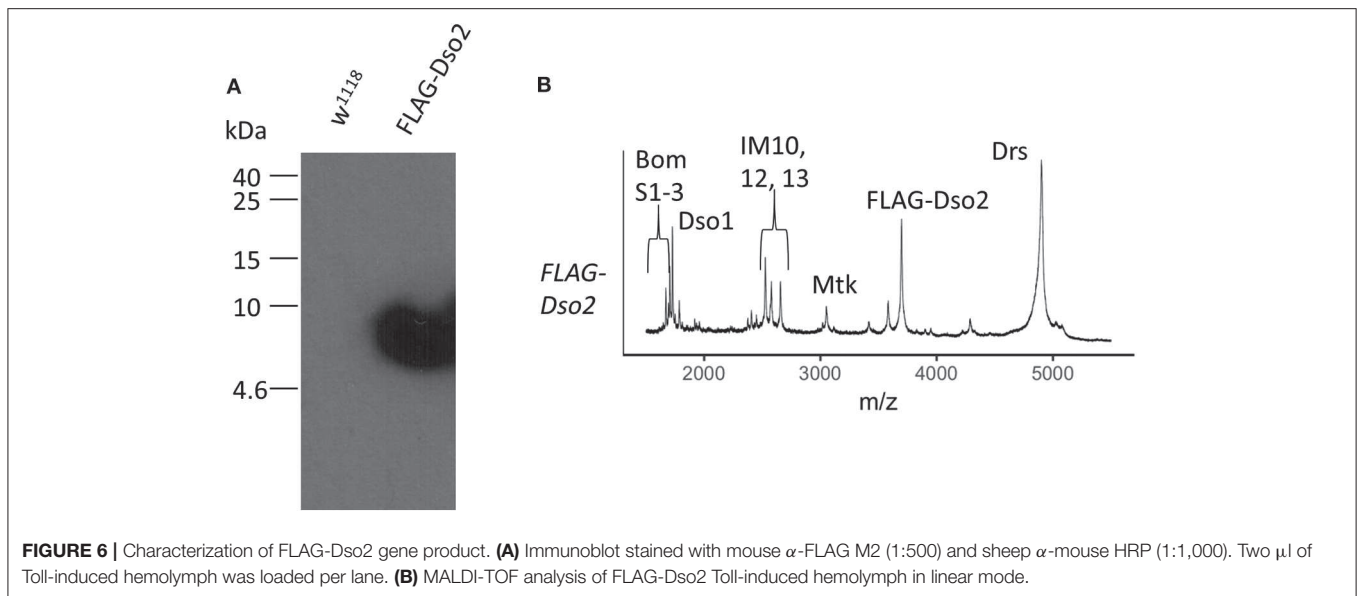 A
kDa
w1118
FLAG-Dso2
40
25
15
10
4.6
B
Bom
S1-3
Dso1
IM10,
12, 13
Mtk
FLAG-Dso2
Drs
FLAG-
Dso2
2000 3000 4000 5000
m/z
FIGURE 6 | Characterization of FLAG-Dso2 gene product. (A) Immunoblot stained with mouse α-FLAG M2 (1:500) and sheep α-mouse HRP (1:1,000). Two μl of
Toll-induced hemolymph was loaded per lane. (B) MALDI-TOF analysis of FLAG-Dso2 Toll-induced hemolymph in linear mode.